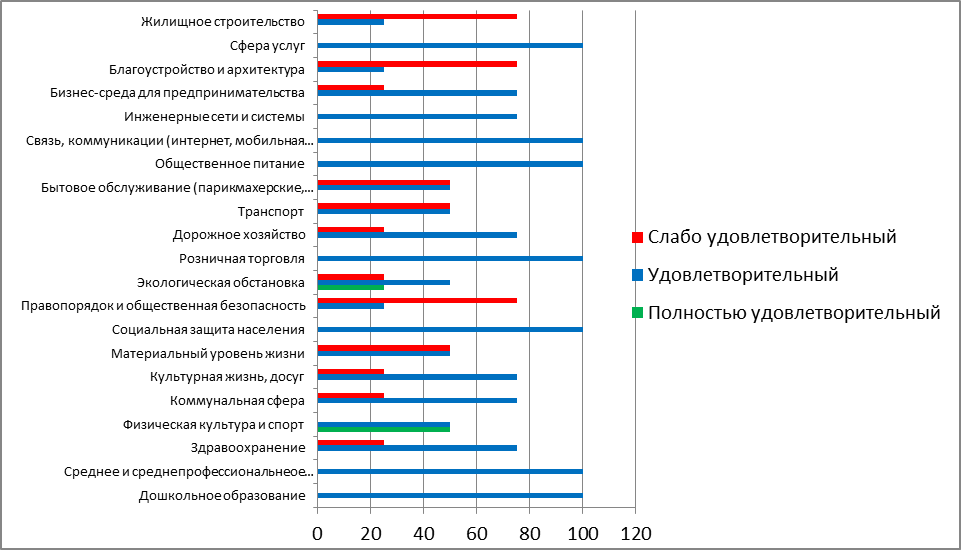 Жилищное строительство
Сфера услуг
Благоустройство и архитектура
Бизнес-среда для предпринимательства
Инженерные сети и системы
Связь, коммуникации (интернет, мобильная...
Общественное питание
Бытовое обслуживание (парикмахерские,...
Транспорт
Дорожное хозяйство
Розничная торговля
Экологическая обстановка
Правопорядок и общественная безопасность
Социальная защита населения
Материальный уровень жизни
Культурная жизнь, досуг
Коммунальная сфера
Физическая культура и спорт
Здравоохранение
Среднее и среднепрофессиональнеое...
Дошкольное образование
0 20 40 60 80 100 120
Слабо удовлетворительный
Удовлетворительный
Полностью удовлетворительный